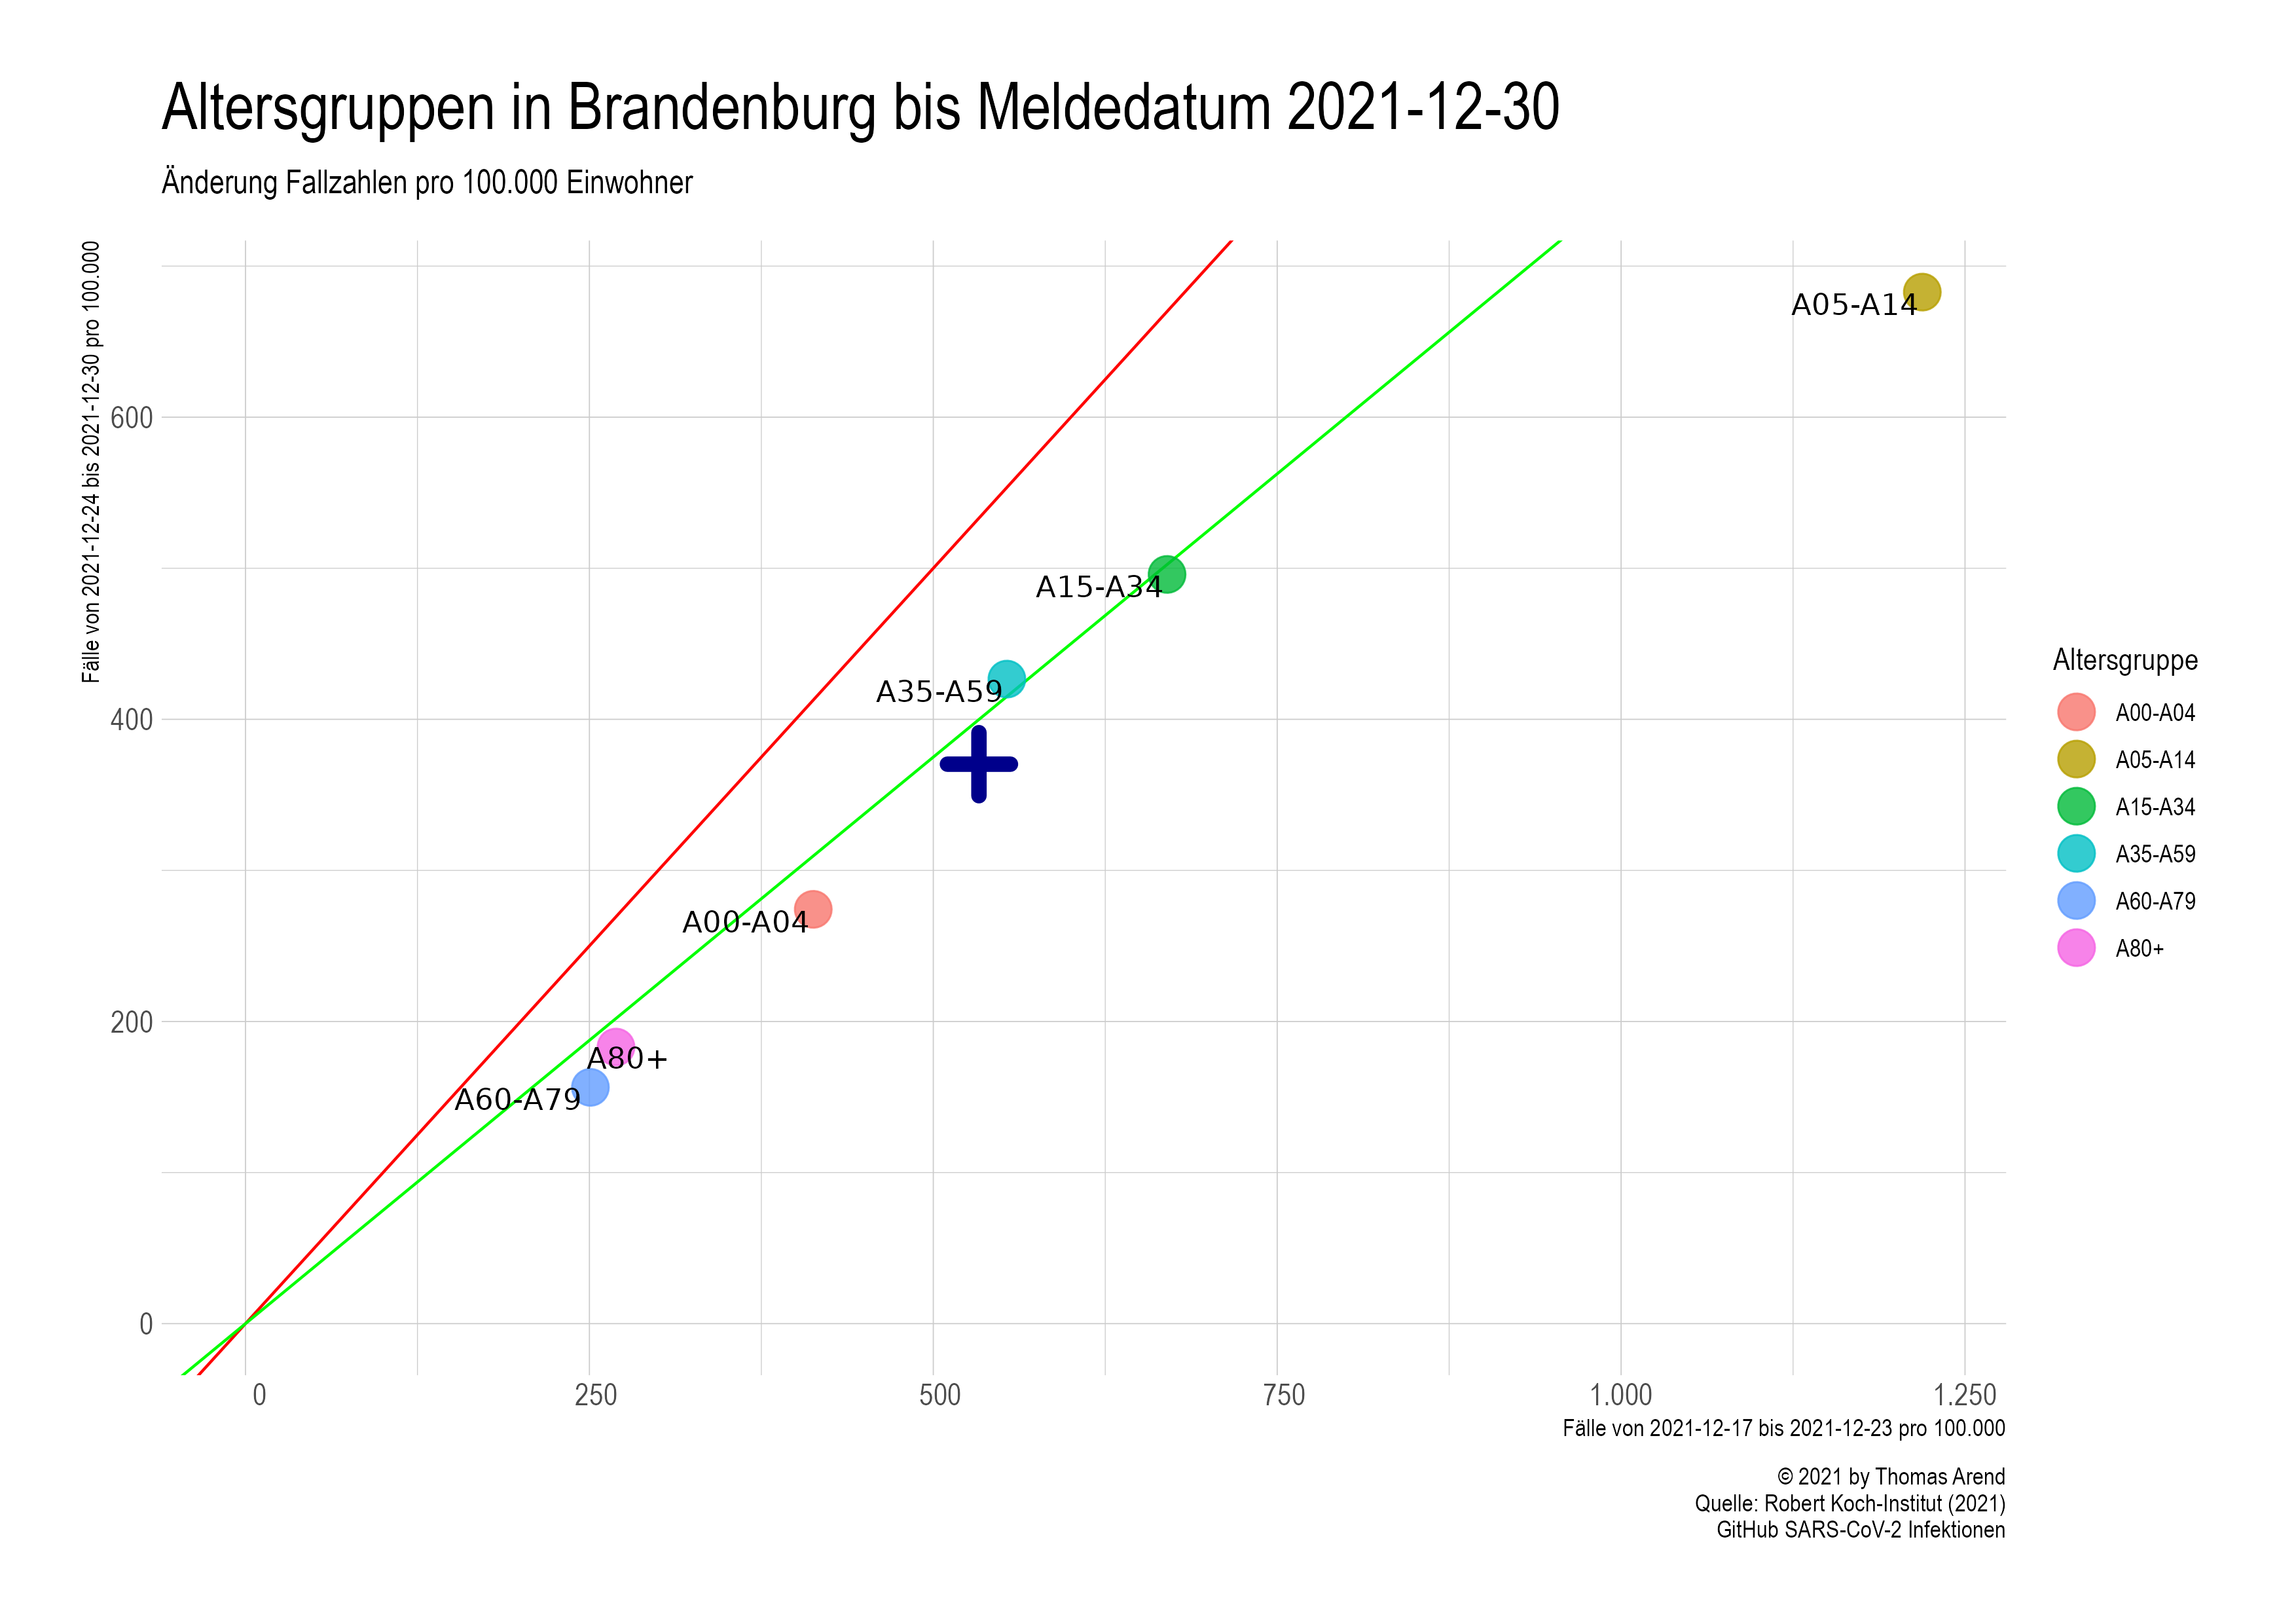 Altersgruppen in Brandenburg bis Meldedatum 2021-12-30
Änderung Fallzahlen pro 100.000 Einwohner
Fälle von 2021-12-24 bis 2021-12-30 pro 100.000
600
400
200
0
A05-A14
A15-A34
A35-A59
A00-A04
A80+
A60-A79
0
250
500
750
1.000
1.250
Fälle von 2021-12-17 bis 2021-12-23 pro 100.000
Altersgruppe
A00-A04
A05-A14
A15-A34
A35-A59
A60-A79
A80+
© 2021 by Thomas Arend
Quelle: Robert Koch-Institut (2021)
GitHub SARS-CoV-2 Infektionen